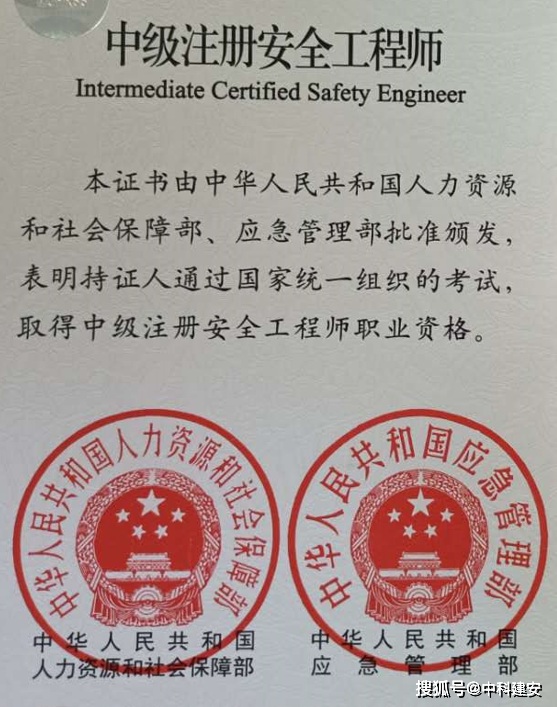 中级注册安全工程师
Intermediate Certified Safety Engineer
本证书由中华人民共和国人力资源
和社会保障部、应急管理部批准颁发，
表明持证人通过国家统一组织的考试，
取得中级注册安全工程师职业资格。
中华人民共和国人力资源和社会保障部
中华人民共和国应急管理部
中华人民共和国
人力资源和社会保障部
中华人民共和国
应急管理部
搜狐号@中科建安